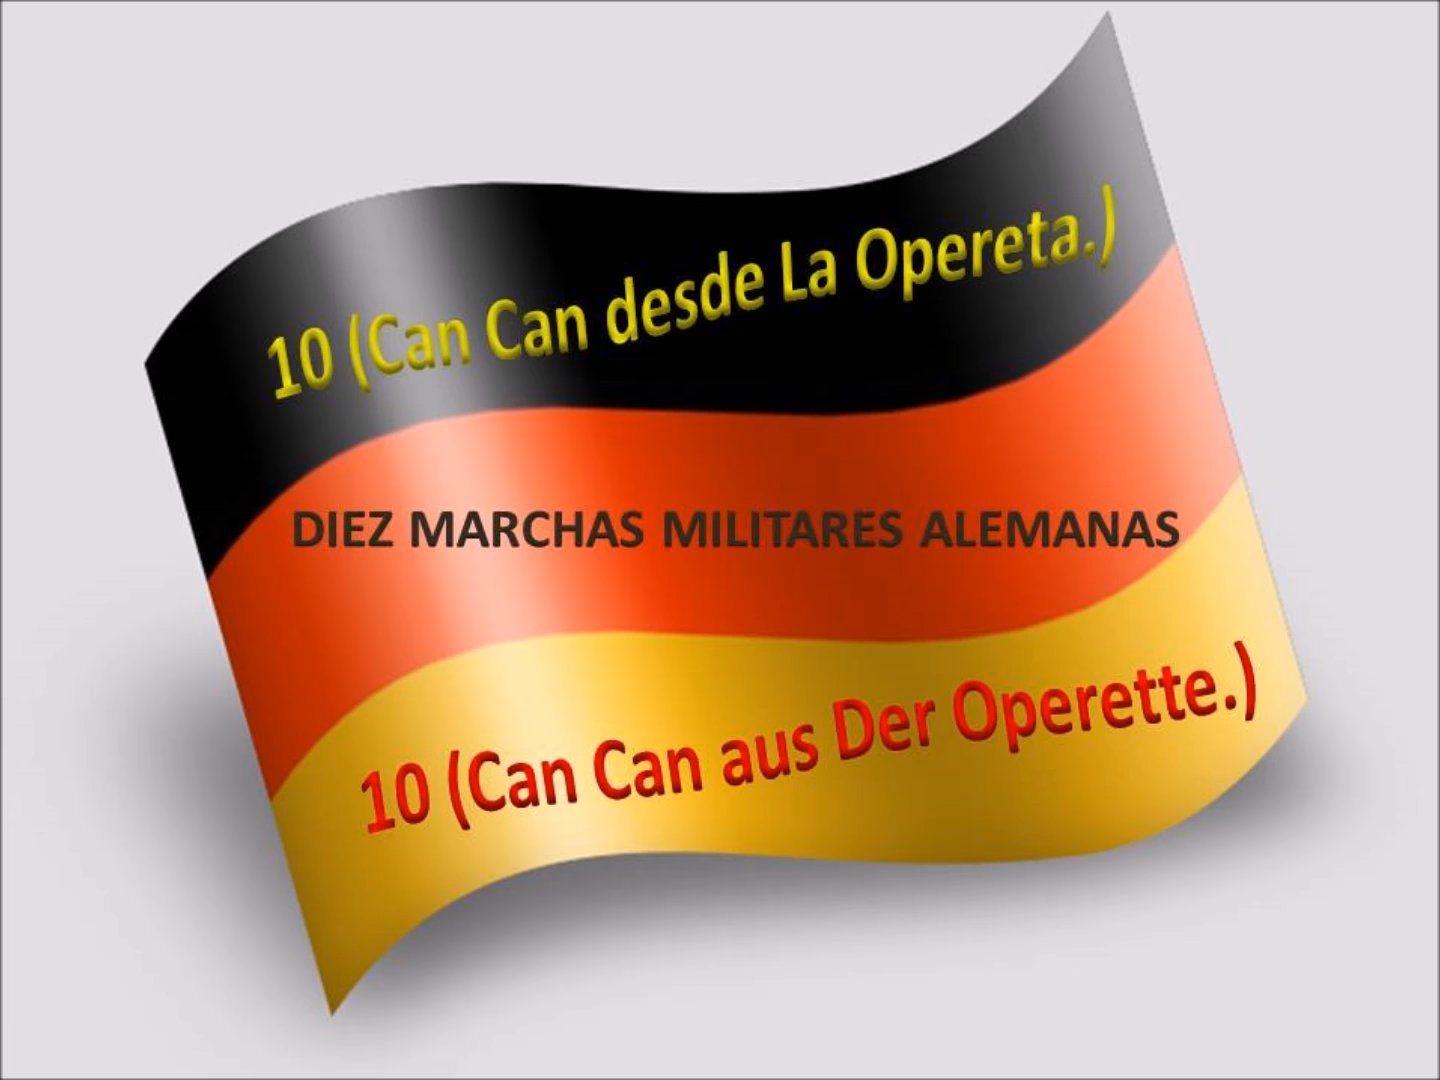 10 (Can Can desde La Opereta.)
DIEZ MARCHAS MILITARES ALEMANAS
10 (Can Can aus Der Operette.)